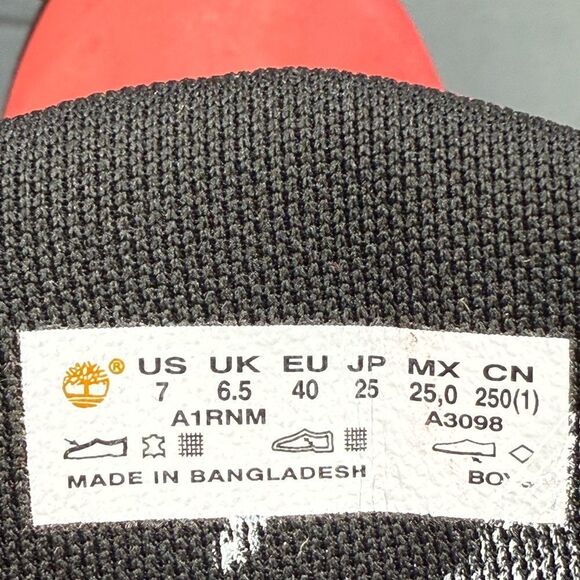 ® US UK EU JP MX CN
7 6.5 40 25 25,0 250(1)
A1RNM A3098
MADE IN BANGLADESH